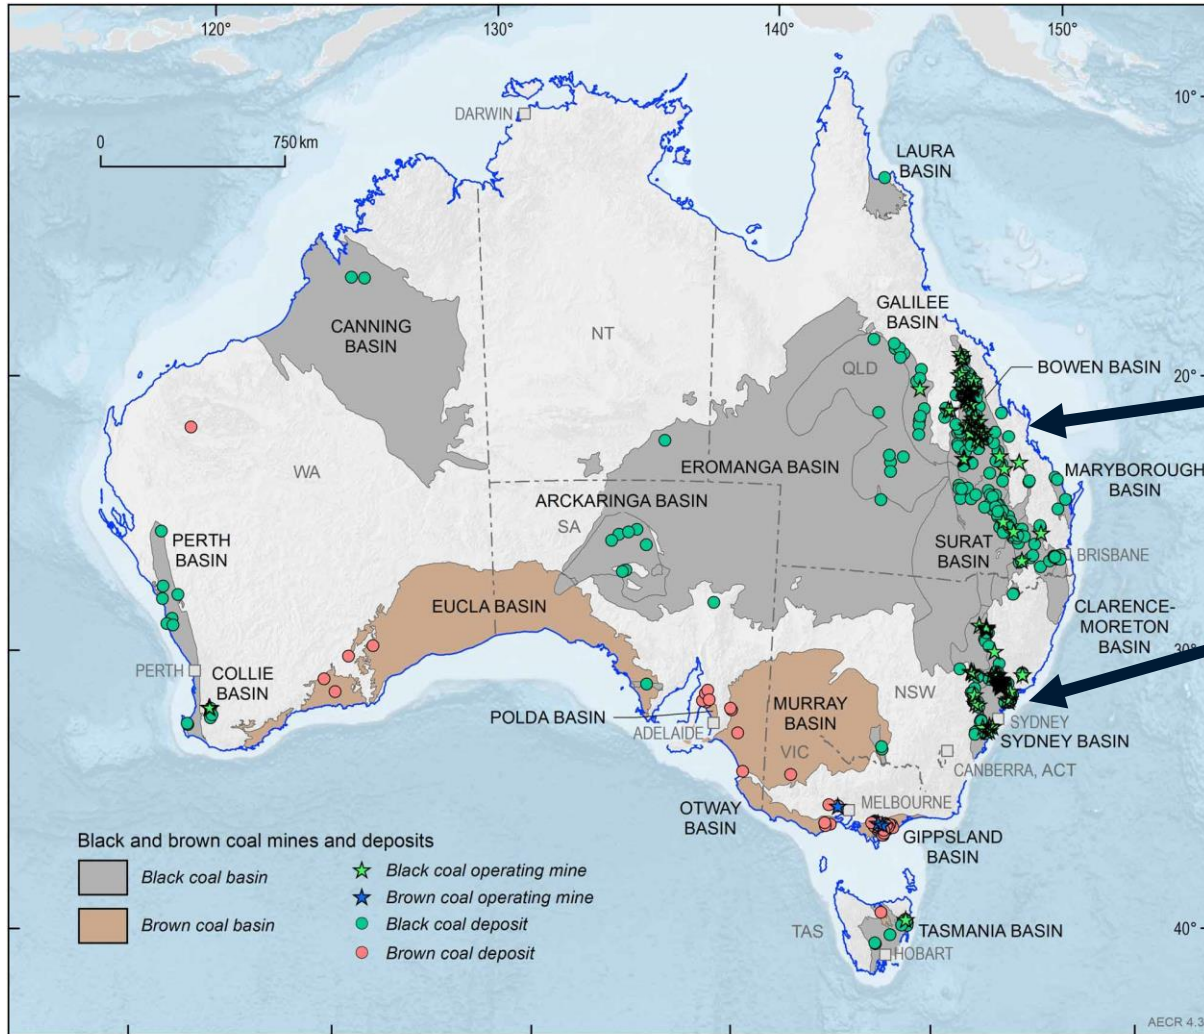 120°
130°
140°
150°
10°
DARWIN
0
750 km
LAURA
BASIN
CANNING
BASIN
NT
GALILEE
BASIN
QLD
BOWEN BASIN
20°
WA
EROMANGA BASIN
MARYBOROUGH
BASIN
ARCKARINGA BASIN
SA
PERTH
BASIN
SURAT
BASIN
BRISBANE
EUCLA BASIN
CLARENCE-
MORETON
BASIN
30°
PERTH
COLLIE
BASIN
NSW
MURRAY
BASIN
POLDA BASIN
ADELAIDE
SYDNEY
SYDNEY BASIN
VIC
CANBERRA, ACT
OTWAY
BASIN
MELBOURNE
GIPPSLAND
BASIN
Black and brown coal mines and deposits
Black coal basin
Brown coal basin
Black coal operating mine
Brown coal operating mine
Black coal deposit
Brown coal deposit
TAS
TASMANIA BASIN
HOBART
40°
AECR 4.3